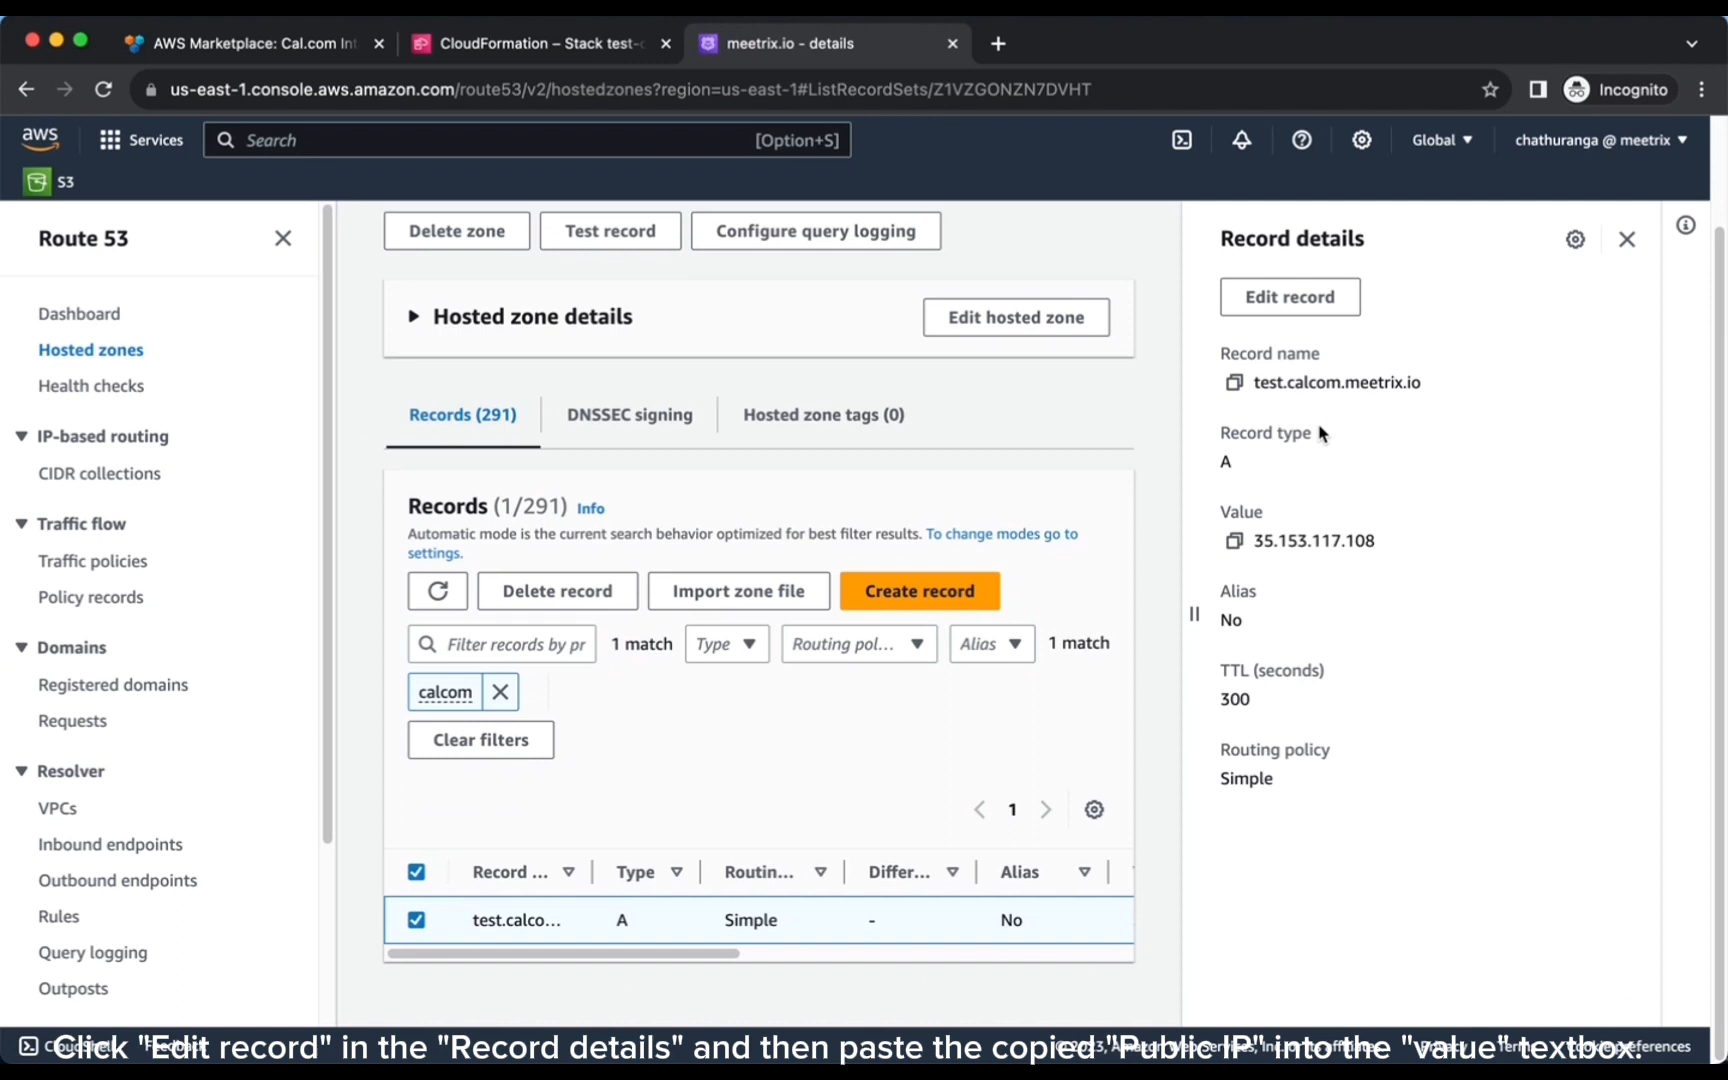 AWS Marketplace: Cal.com Int
CloudFormation – Stack test-c
meetrix.io - details
us-east-1.console.aws.amazon.com/route53/v2/hostedzones?region=us-east-1#ListRecordSets/Z1VZGONZN7DVHT
Incognito
aws
Services
Search
[Option+S]
Global
chathuranga @ meetrix
S3
Route 53
Dashboard
Hosted zones
Health checks
IP-based routing
CIDR collections
Traffic flow
Traffic policies
Policy records
Domains
Registered domains
Requests
Resolver
VPCs
Inbound endpoints
Outbound endpoints
Rules
Query logging
Outposts
Delete zone
Test record
Configure query logging
Hosted zone details
Edit hosted zone
Records (291)
DNSSEC signing
Hosted zone tags (0)
Records (1/291) Info
Automatic mode is the current search behavior optimized for best filter results. To change modes go to
settings.
Delete record
Import zone file
Create record
Filter records by pr
1 match
Type
Routing pol...
Alias
1 match
calcom
Clear filters
1
Record ...
Type
Routin...
Differ...
Alias
test.calco...
A
Simple
-
No
Record details
Edit record
Record name
test.calcom.meetrix.io
Record type
A
Value
35.153.117.108
Alias
No
TTL (seconds)
300
Routing policy
Simple
Click "Edit record" in the "Record details" and then paste the copied "Public IP" into the "value" textbox.
CloudShell
Feedback